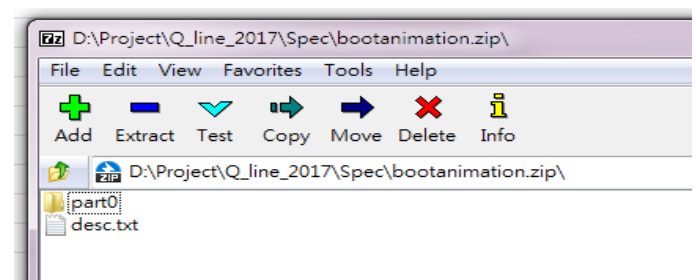 7z D:\Project\Q_line_2017\Spec\bootanimation.zip\
File Edit View Favorites Tools Help
Add Extract Test Copy Move Delete Info
ZIP D:\Project\Q_line_2017\Spec\bootanimation.zip\
part0
desc.txt